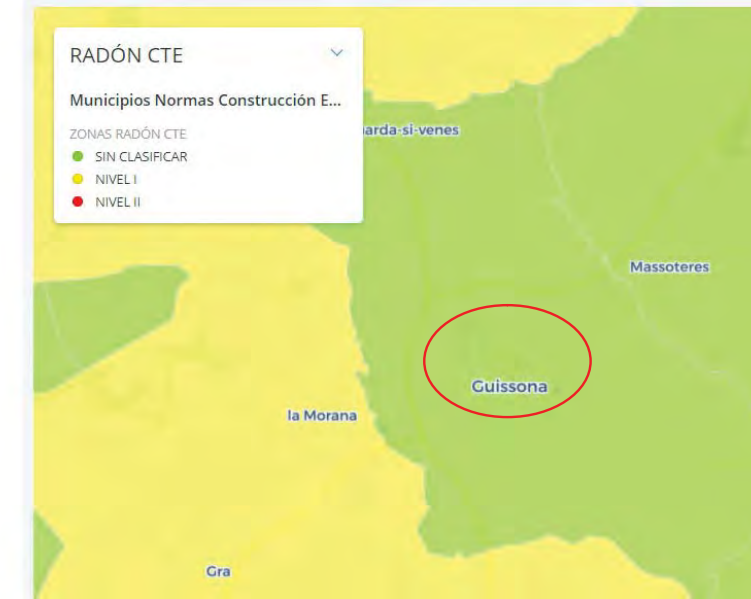 RADÓN CTE
Municipios Normas Construcción E...
ZONAS RADÓN CTE
SIN CLASIFICAR
NIVEL I
NIVEL II
arda-si-venes
Massoteres
Guissona
la Morana
Gra